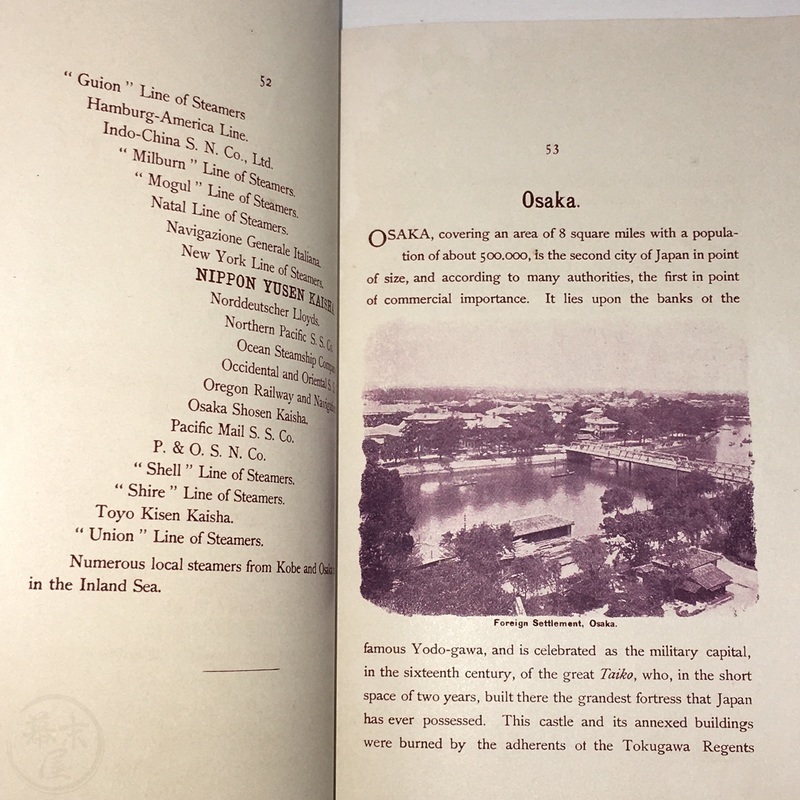 52
“ Guion ” Line of Steamers
Hamburg-America Line.
Indo-China S. N. Co., Ltd.
“ Milburn ” Line of Steamers.
“ Mogul ” Line of Steamers.
Natal Line of Steamers.
Navigazione Generale Italiana.
New York Line of Steamers.
NIPPON YUSEN KAISHA
Norddeutscher Lloyds.
Northern Pacific S. S. Co.
Ocean Steamship
Occidental and Oriental S.
Oregon Railway and
Osaka Shosen Kaisha.
Pacific Mail S. S. Co.
P. & O. S. N. Co.
“ Shell ” Line of Steamers.
“ Shire ” Line of Steamers.
Toyo Kisen Kaisha.
“ Union ” Line of Steamers.
Numerous local steamers from Kobe and Osaka
in the Inland Sea.
53
Osaka.
OSAKA, covering an area of 8 square miles with a popula-
tion of about 500.000, is the second city of Japan in point
of size, and according to many authorities, the first in point
of commercial importance. It lies upon the banks of the
Foreign Settlement, Osaka.
famous Yodo-gawa, and is celebrated as the military capital,
in the sixteenth century, of the great Taiko, who, in the short
space of two years, built there the grandest fortress that Japan
has ever possessed. This castle and its annexed buildings
were burned by the adherents of the Tokugawa Regents
幕末屋